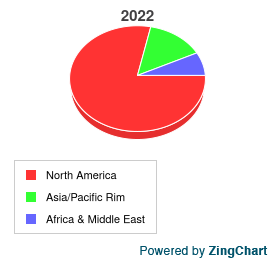 2022
North America
Asia/Pacific Rim
Africa & Middle East
Powered by ZingChart